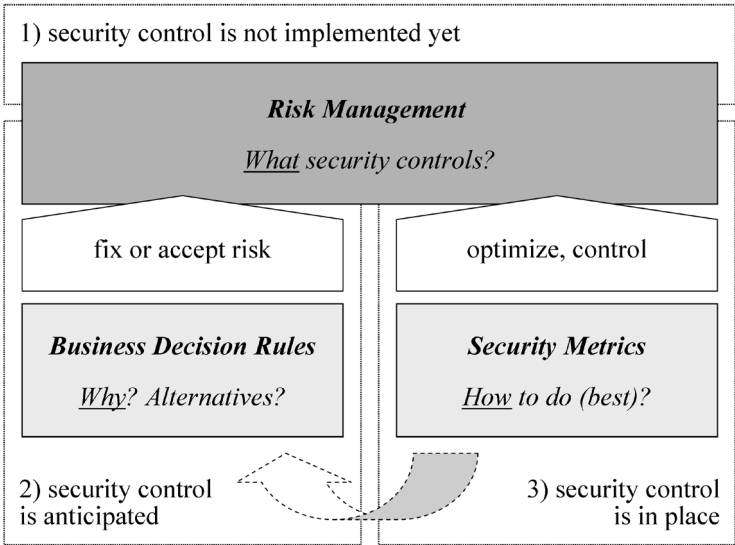 1) security control is not implemented yet
Risk Management
What security controls?
fix or accept risk
optimize, control
Business Decision Rules
Why? Alternatives?
Security Metrics
How to do (best)?
2) security control
is anticipated
3) security control
is in place